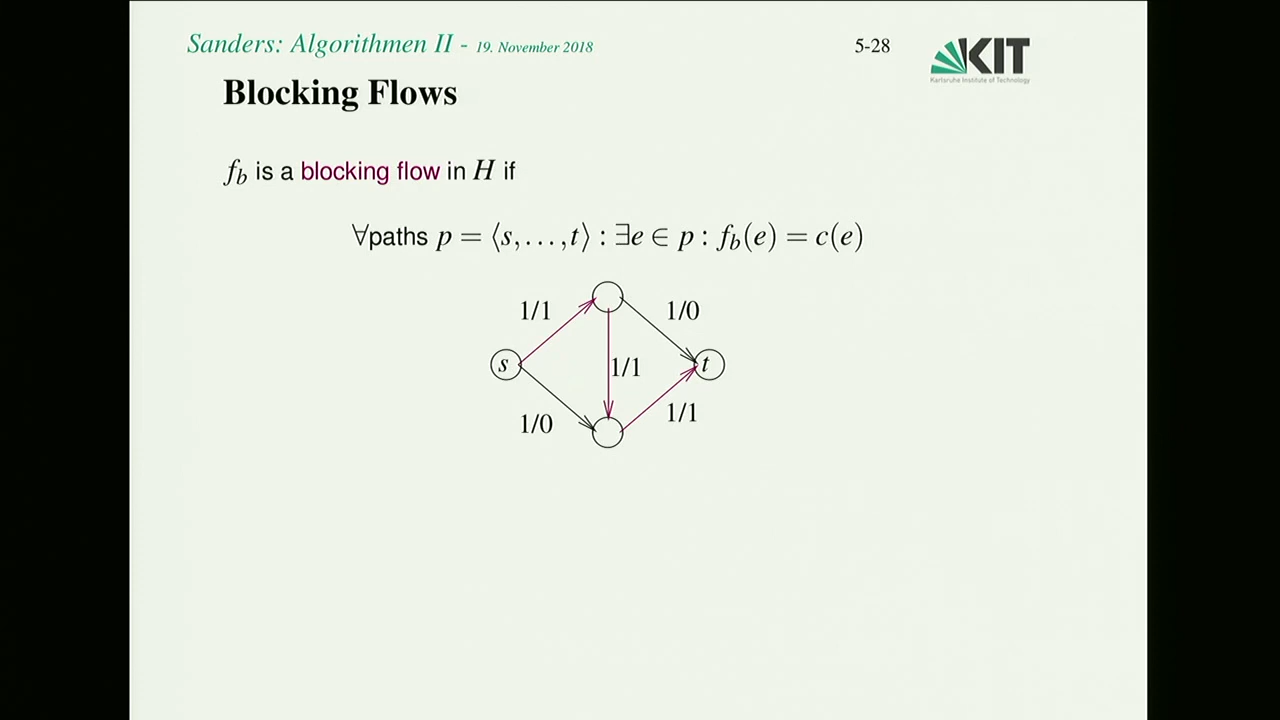 Sanders: Algorithmen II - 19. November 2018
5-28
KIT
Karlsruhe Institute of Technology
Blocking Flows
f_b is a blocking flow in H if
∀paths p = ⟨s,…,t⟩ : ∃e ∈ p : f_b(e) = c(e)
1/1
1/0
s
1/1
t
1/0
1/1